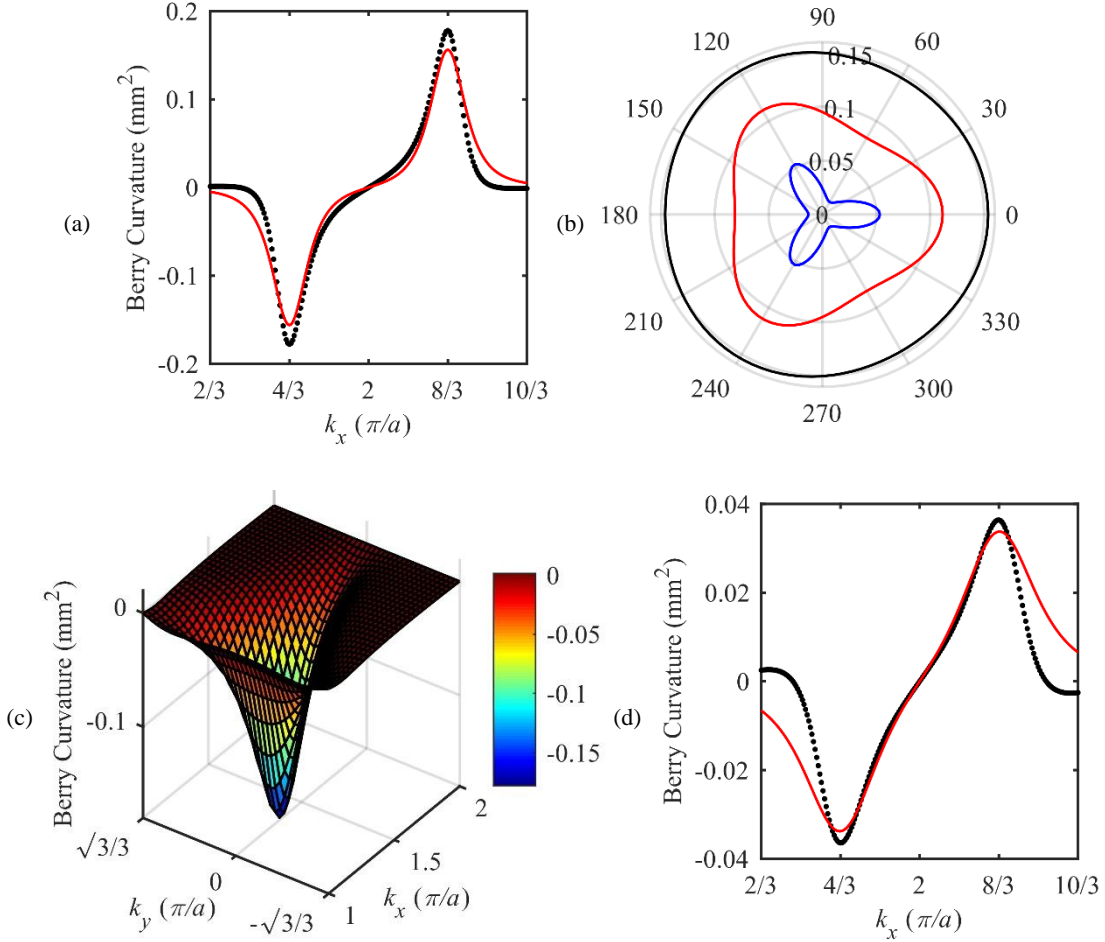 (a)
Berry Curvature (mm²)
0.2
0.1
0
-0.1
-0.2
2/3 4/3 2 8/3 10/3
k_x (π/a)
(b)
90
120 60
150 30
180 0
210 330
240 300
270
0.15
0.1
0.05
0
(c)
Berry Curvature (mm²)
0
-0.1
√3/3
0
-√3/3
k_y (π/a)
1
1.5
2
k_x (π/a)
0
-0.05
-0.1
-0.15
(d)
Berry Curvature (mm²)
0.04
0.02
0
-0.02
-0.04
2/3 4/3 2 8/3 10/3
k_x (π/a)